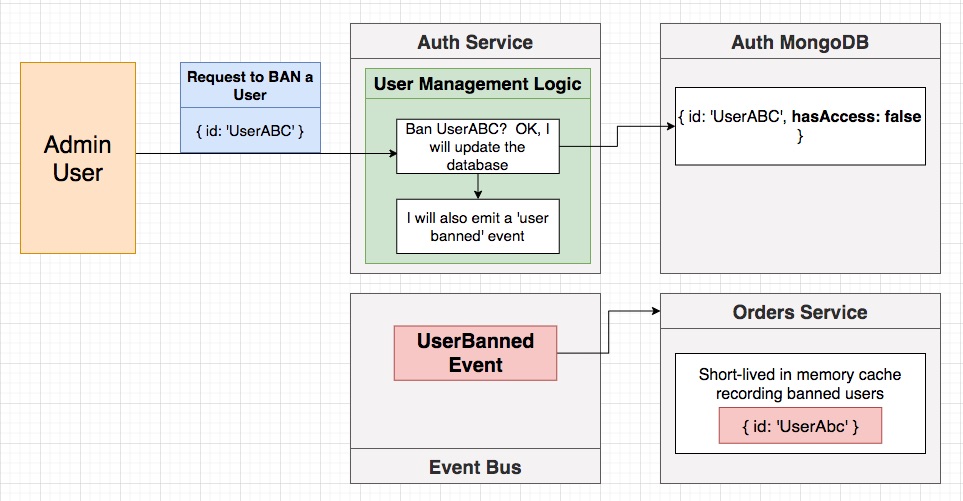 Auth Service
Auth MongoDB
Request to BAN a
User
{ id: 'UserABC' }
Admin
User
User Management Logic
Ban UserABC?  OK, I
will update the
database
I will also emit a 'user
banned' event
{ id: 'UserABC', hasAccess: false
}
UserBanned
Event
Event Bus
Orders Service
Short-lived in memory cache
recording banned users
{ id: 'UserAbc' }